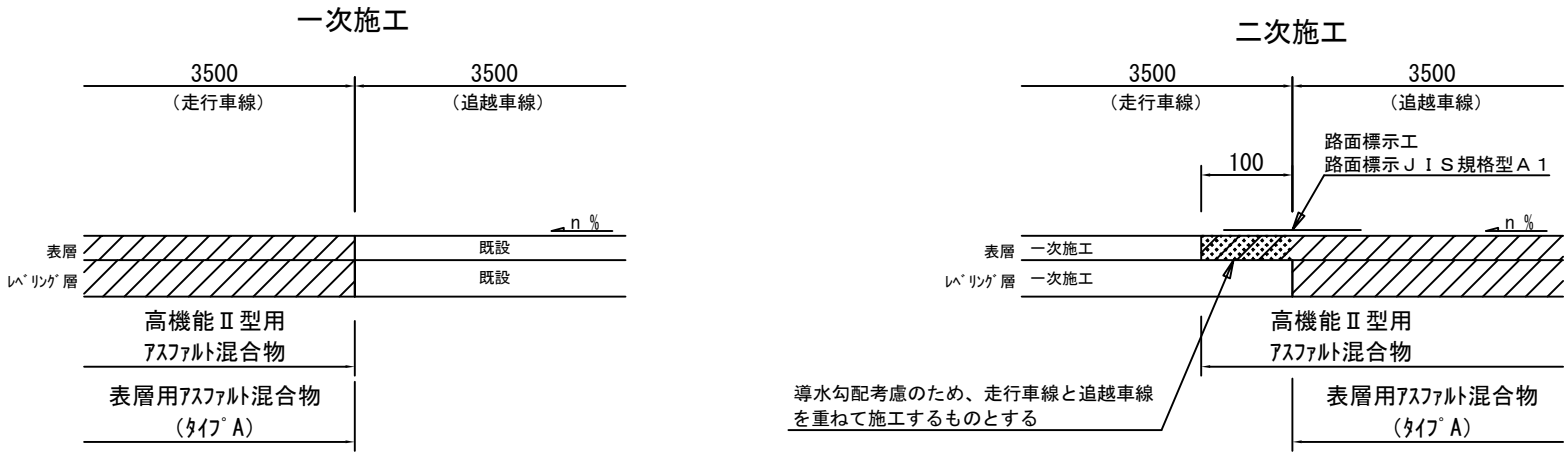 一次施工
3500
3500
（走行車線）
（追越車線）
n %
表層
既設
ﾚﾍﾞﾘﾝｸﾞ層
既設
高機能Ⅱ型用
ｱｽﾌｧﾙﾄ混合物
表層用ｱｽﾌｧﾙﾄ混合物
（ﾀｲﾌﾟA）
二次施工
3500
3500
（走行車線）
（追越車線）
路面標示工
路面標示ＪＩＳ規格型Ａ１
100
n %
表層
一次施工
ﾚﾍﾞﾘﾝｸﾞ層
一次施工
高機能Ⅱ型用
ｱｽﾌｧﾙﾄ混合物
導水勾配考慮のため、走行車線と追越車線
を重ねて施工するものとする
表層用ｱｽﾌｧﾙﾄ混合物
（ﾀｲﾌﾟA）